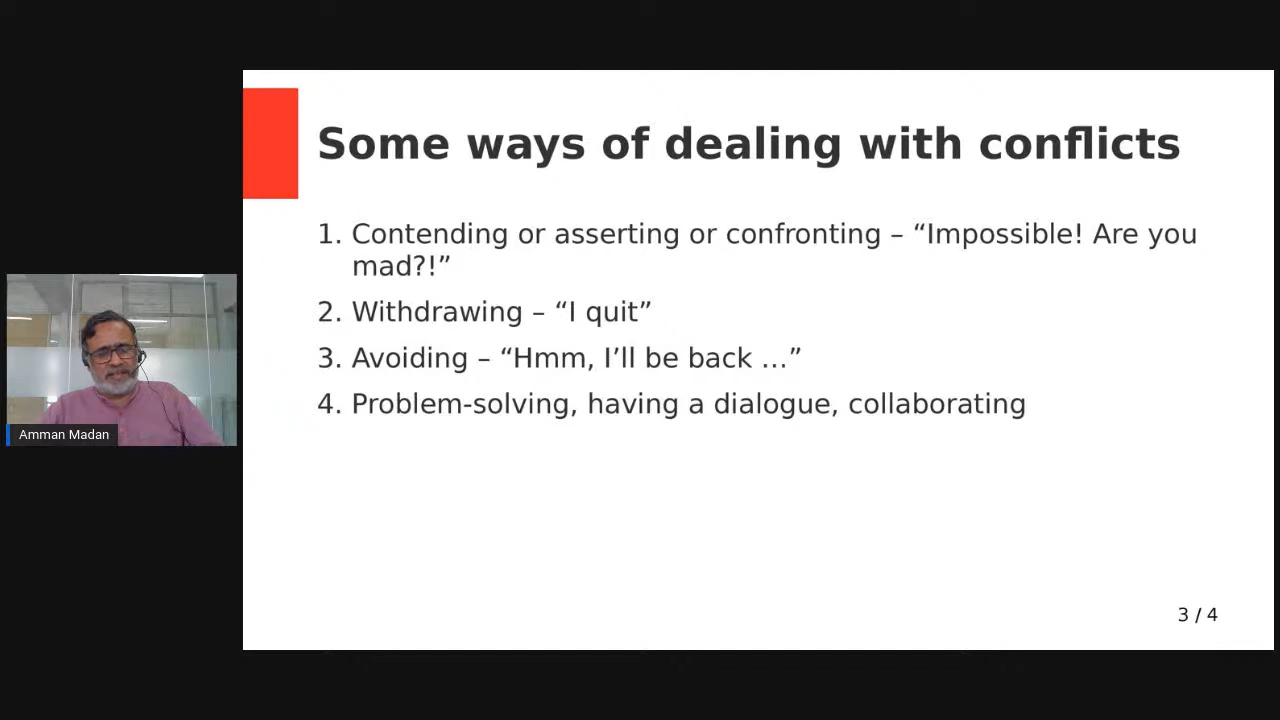 Some ways of dealing with conflicts
1. Contending or asserting or confronting – “Impossible! Are you
mad?!”
2. Withdrawing – “I quit”
3. Avoiding – “Hmm, I’ll be back ...”
4. Problem-solving, having a dialogue, collaborating
Amman Madan
3 / 4